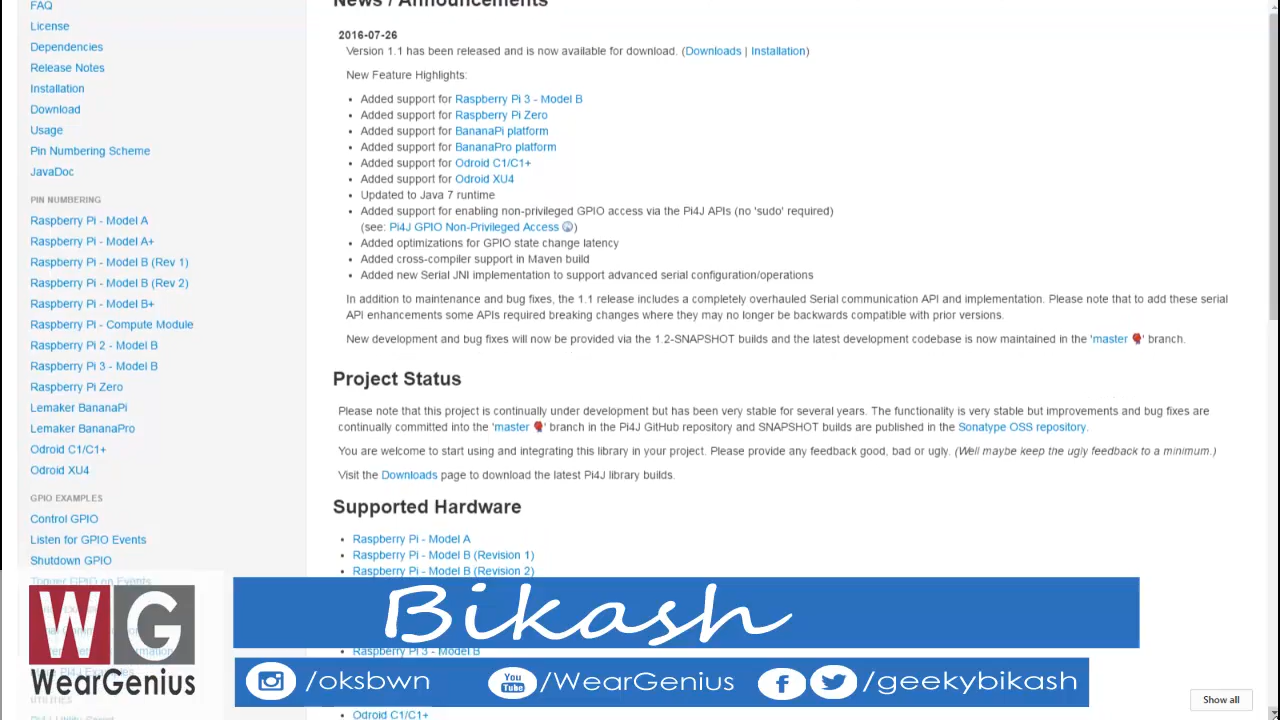 FAQ
License
Dependencies
Release Notes
Installation
Download
Usage
Pin Numbering Scheme
JavaDoc
PIN NUMBERING
Raspberry Pi - Model A
Raspberry Pi - Model A+
Raspberry Pi - Model B (Rev 1)
Raspberry Pi - Model B (Rev 2)
Raspberry Pi - Model B+
Raspberry Pi - Compute Module
Raspberry Pi 2 - Model B
Raspberry Pi 3 - Model B
Raspberry Pi Zero
Lemaker BananaPi
Lemaker BananaPro
Odroid C1/C1+
Odroid XU4
GPIO EXAMPLES
Control GPIO
Listen for GPIO Events
Shutdown GPIO
Trigger GPIO on Events
UTILITIES
News / Announcements
2016-07-26
Version 1.1 has been released and is now available for download. (Downloads | Installation)
New Feature Highlights:
• Added support for Raspberry Pi 3 - Model B
• Added support for Raspberry Pi Zero
• Added support for BananaPi platform
• Added support for BananaPro platform
• Added support for Odroid C1/C1+
• Added support for Odroid XU4
• Updated to Java 7 runtime
• Added support for enabling non-privileged GPIO access via the Pi4J APIs (no 'sudo' required)
(see: Pi4J GPIO Non-Privileged Access)
• Added optimizations for GPIO state change latency
• Added cross-compiler support in Maven build
• Added new Serial JNI implementation to support advanced serial configuration/operations
In addition to maintenance and bug fixes, the 1.1 release includes a completely overhauled Serial communication API and implementation. Please note that to add these serial
API enhancements some APIs required breaking changes where they may no longer be backwards compatible with prior versions.
New development and bug fixes will now be provided via the 1.2-SNAPSHOT builds and the latest development codebase is now maintained in the 'master' branch.
Project Status
Please note that this project is continually under development but has been very stable for several years. The functionality is very stable but improvements and bug fixes are
continually committed into the 'master' branch in the Pi4J GitHub repository and SNAPSHOT builds are published in the Sonatype OSS repository.
You are welcome to start using and integrating this library in your project. Please provide any feedback good, bad or ugly. (Well maybe keep the ugly feedback to a minimum.)
Visit the Downloads page to download the latest Pi4J library builds.
Supported Hardware
• Raspberry Pi - Model A
• Raspberry Pi - Model B (Revision 1)
• Raspberry Pi - Model B (Revision 2)
Raspberry Pi 3 - Model B
• Odroid C1/C1+
WG
WearGenius
Bikash
/oksbwn
You Tube
/WearGenius
/geekybikash
Show all